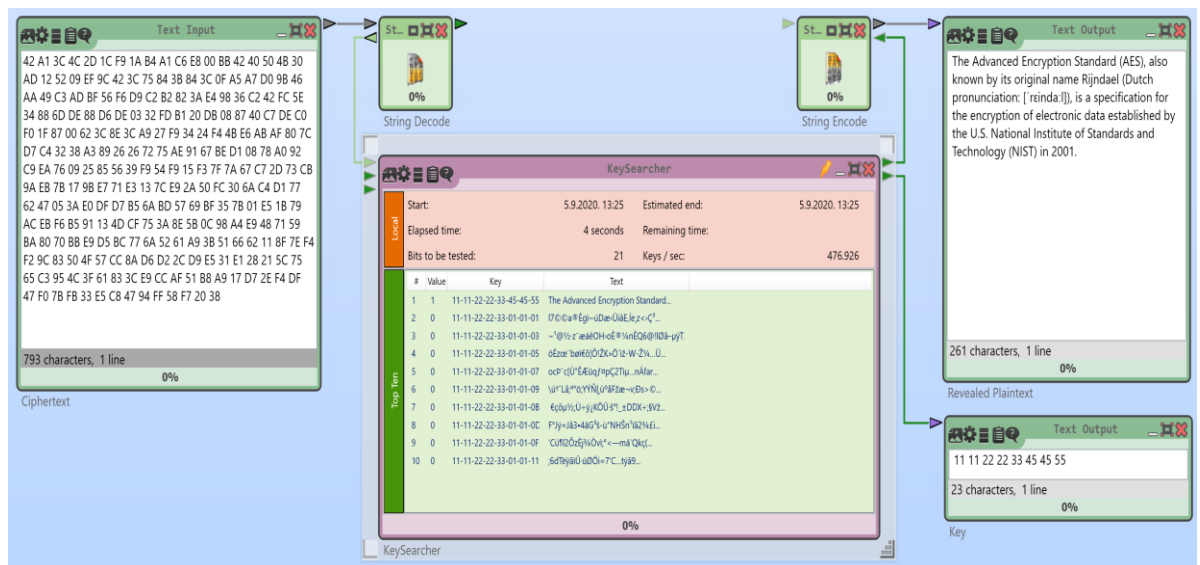 Text Input
42 A1 3C 4C 2D 1C F9 1A B4 A1 C6 E8 00 BB 42 40 50 4B 30
AD 12 52 09 EF 9C 42 3C 75 84 3B 84 3C 0F A5 A7 D0 9B 46
AA 49 C3 AD BF 56 F6 D9 C2 B2 82 3A E4 98 36 C2 42 FC 5E
34 88 6D DE 88 D6 DE 03 32 FD B1 20 DB 08 87 40 C7 DE C0
F0 1F 87 00 62 3C 8E 3C A9 27 F9 34 24 F4 4B E6 AB AF 80 7C
D7 C4 32 38 A3 89 26 26 72 75 AE 91 67 BE D1 08 78 A0 92
C9 EA 76 09 25 85 56 39 F9 54 F9 15 F3 7F 7A 67 C7 2D 73 CB
9A EB 7B 17 9B E7 71 E3 13 7C E9 2A 50 FC 30 6A C4 D1 77
62 47 05 3A E0 DF D7 B5 6A BD 57 69 BF 35 7B 01 E5 1B 79
AC EB F6 B5 91 13 4D CF 75 3A 8E 5B 0C 98 A4 E9 48 71 59
BA 80 70 BB E9 D5 BC 77 6A 52 61 A9 3B 51 66 62 11 8F 7E F4
F2 9C 83 50 4F 57 CC 8A D6 D2 2C D9 E5 31 E1 28 21 5C 75
65 C3 95 4C 3F 61 83 3C E9 CC AF 51 B8 A9 17 D7 2E F4 DF
47 F0 7B FB 33 E5 C8 47 94 FF 58 F7 20 38
793 characters, 1 line
0%
Ciphertext
St...
0%
String Decode
St...
0%
String Encode
KeySearcher
Local
Start: 5.9.2020. 13:25 Estimated end: 5.9.2020. 13:25
Elapsed time: 4 seconds Remaining time:
Bits to be tested: 21 Keys / sec: 476.926
Top Ten
# Value Key Text
1 1 11-11-22-22-33-45-45-55 The Advanced Encryption Standard...
2 0 11-11-22-22-33-01-01-01
3 0 11-11-22-22-33-01-01-03
4 0 11-11-22-22-33-01-01-05
5 0 11-11-22-22-33-01-01-07
6 0 11-11-22-22-33-01-01-09
7 0 11-11-22-22-33-01-01-0B
8 0 11-11-22-22-33-01-01-0D
9 0 11-11-22-22-33-01-01-0F
10 0 11-11-22-22-33-01-01-11
0%
KeySearcher
Text Output
The Advanced Encryption Standard (AES), also
known by its original name Rijndael (Dutch
pronunciation: [ˈrɛindaːl]), is a specification for
the encryption of electronic data established by
the U.S. National Institute of Standards and
Technology (NIST) in 2001.
261 characters, 1 line
0%
Revealed Plaintext
Text Output
11 11 22 22 33 45 45 55
23 characters, 1 line
0%
Key